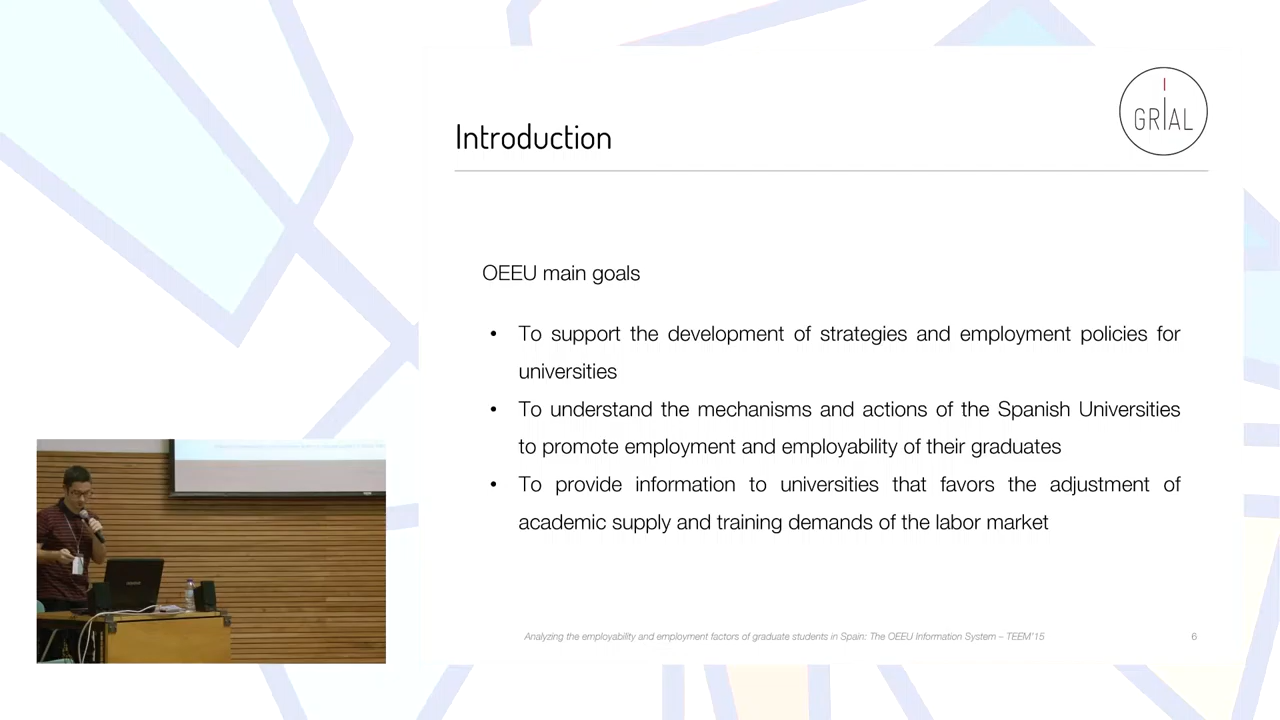 GRIAL
Introduction
OEEU main goals
• To support the development of strategies and employment policies for
universities
• To understand the mechanisms and actions of the Spanish Universities
to promote employment and employability of their graduates
• To provide information to universities that favors the adjustment of
academic supply and training demands of the labor market
Analyzing the employability and employment factors of graduate students in Spain: The OEEU Information System – TEEM'15
6